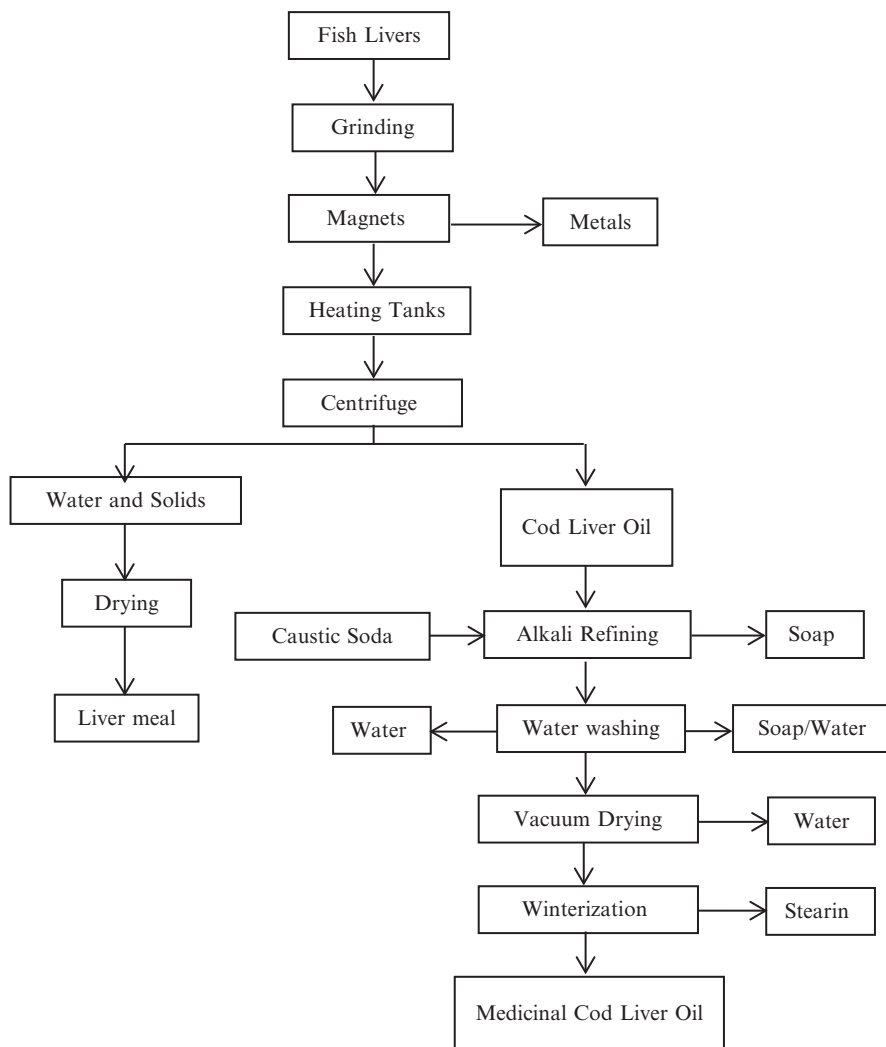 Fish Livers
Grinding
Magnets
Metals
Heating Tanks
Centrifuge
Water and Solids
Cod Liver Oil
Drying
Caustic Soda
Alkali Refining
Soap
Liver meal
Water
Water washing
Soap/Water
Vacuum Drying
Water
Winterization
Stearin
Medicinal Cod Liver Oil